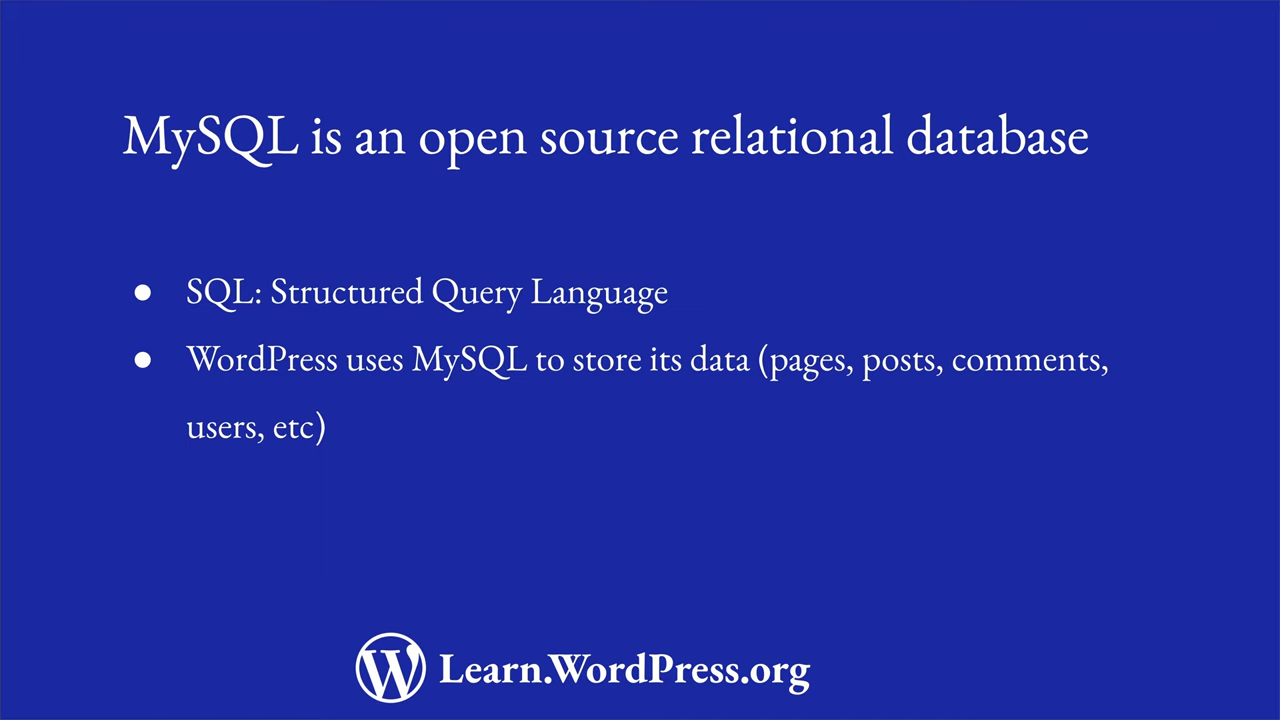 MySQL is an open source relational database
● SQL: Structured Query Language
● WordPress uses MySQL to store its data (pages, posts, comments,
users, etc)
Learn.WordPress.org